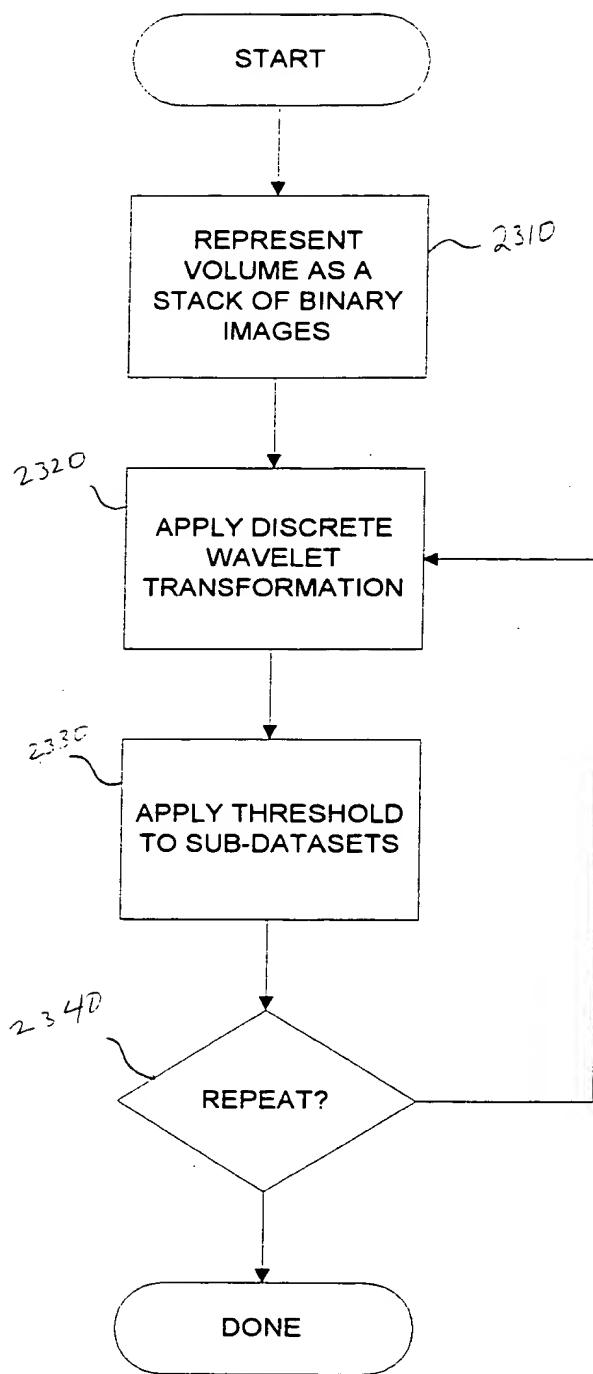 START
REPRESENT
VOLUME AS A
STACK OF BINARY
IMAGES
2310
2320
APPLY DISCRETE
WAVELET
TRANSFORMATION
2330
APPLY THRESHOLD
TO SUB-DATASETS
2340
REPEAT?
DONE